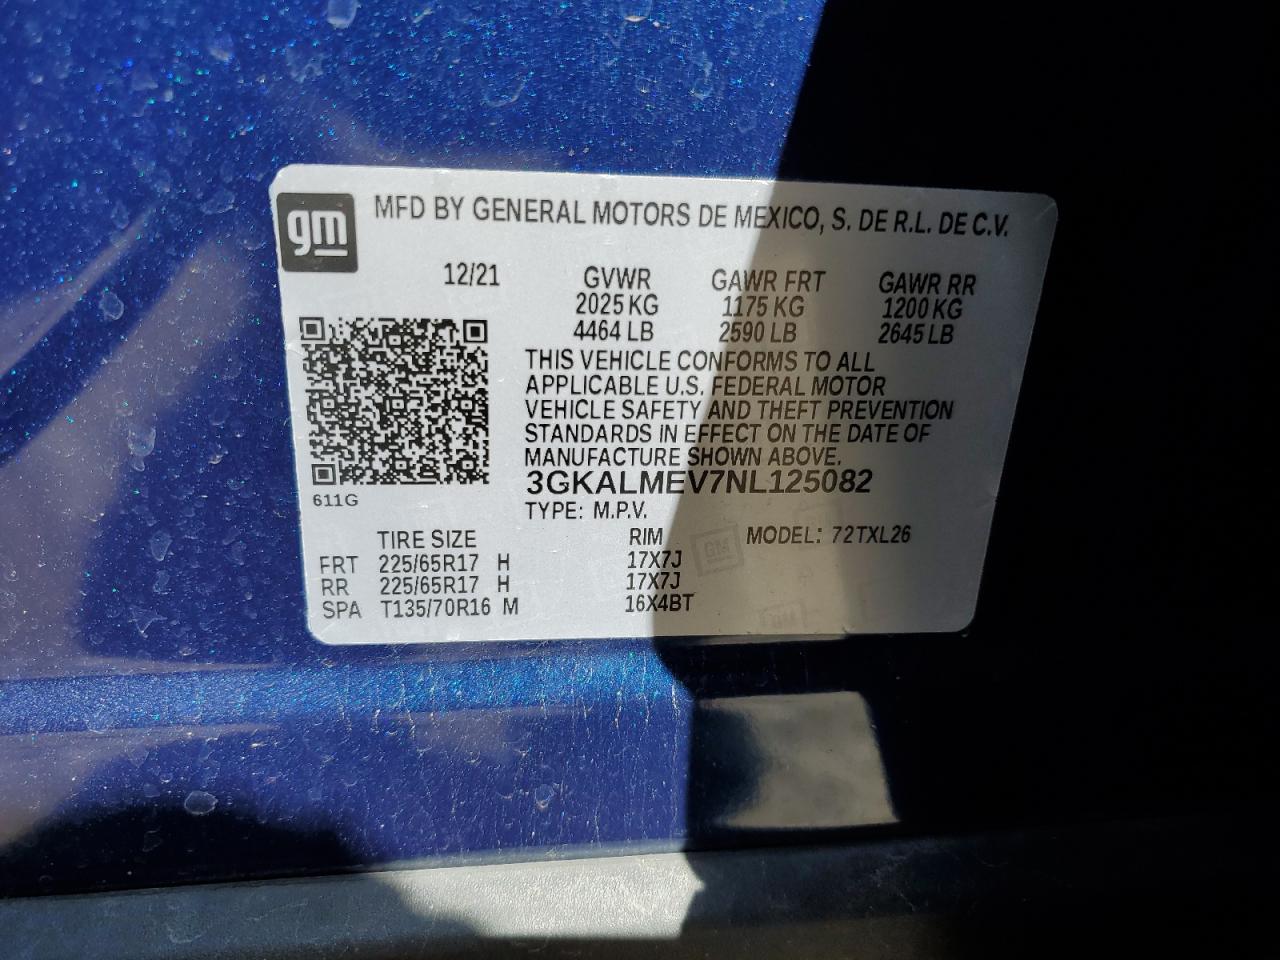 gm
MFD BY GENERAL MOTORS DE MEXICO, S. DE R.L. DE C.V.
12/21 GVWR GAWR FRT GAWR RR
2025 KG 1175 KG 1200 KG
4464 LB 2590 LB 2645 LB
THIS VEHICLE CONFORMS TO ALL
APPLICABLE U.S. FEDERAL MOTOR
VEHICLE SAFETY AND THEFT PREVENTION
STANDARDS IN EFFECT ON THE DATE OF
MANUFACTURE SHOWN ABOVE.
3GKALMEV7NL125082
611G
TYPE: M.P.V.
TIRE SIZE RIM MODEL: 72TXL26
FRT 225/65R17 H 17X7J
RR 225/65R17 H 17X7J
SPA T135/70R16 M 16X4BT
GM